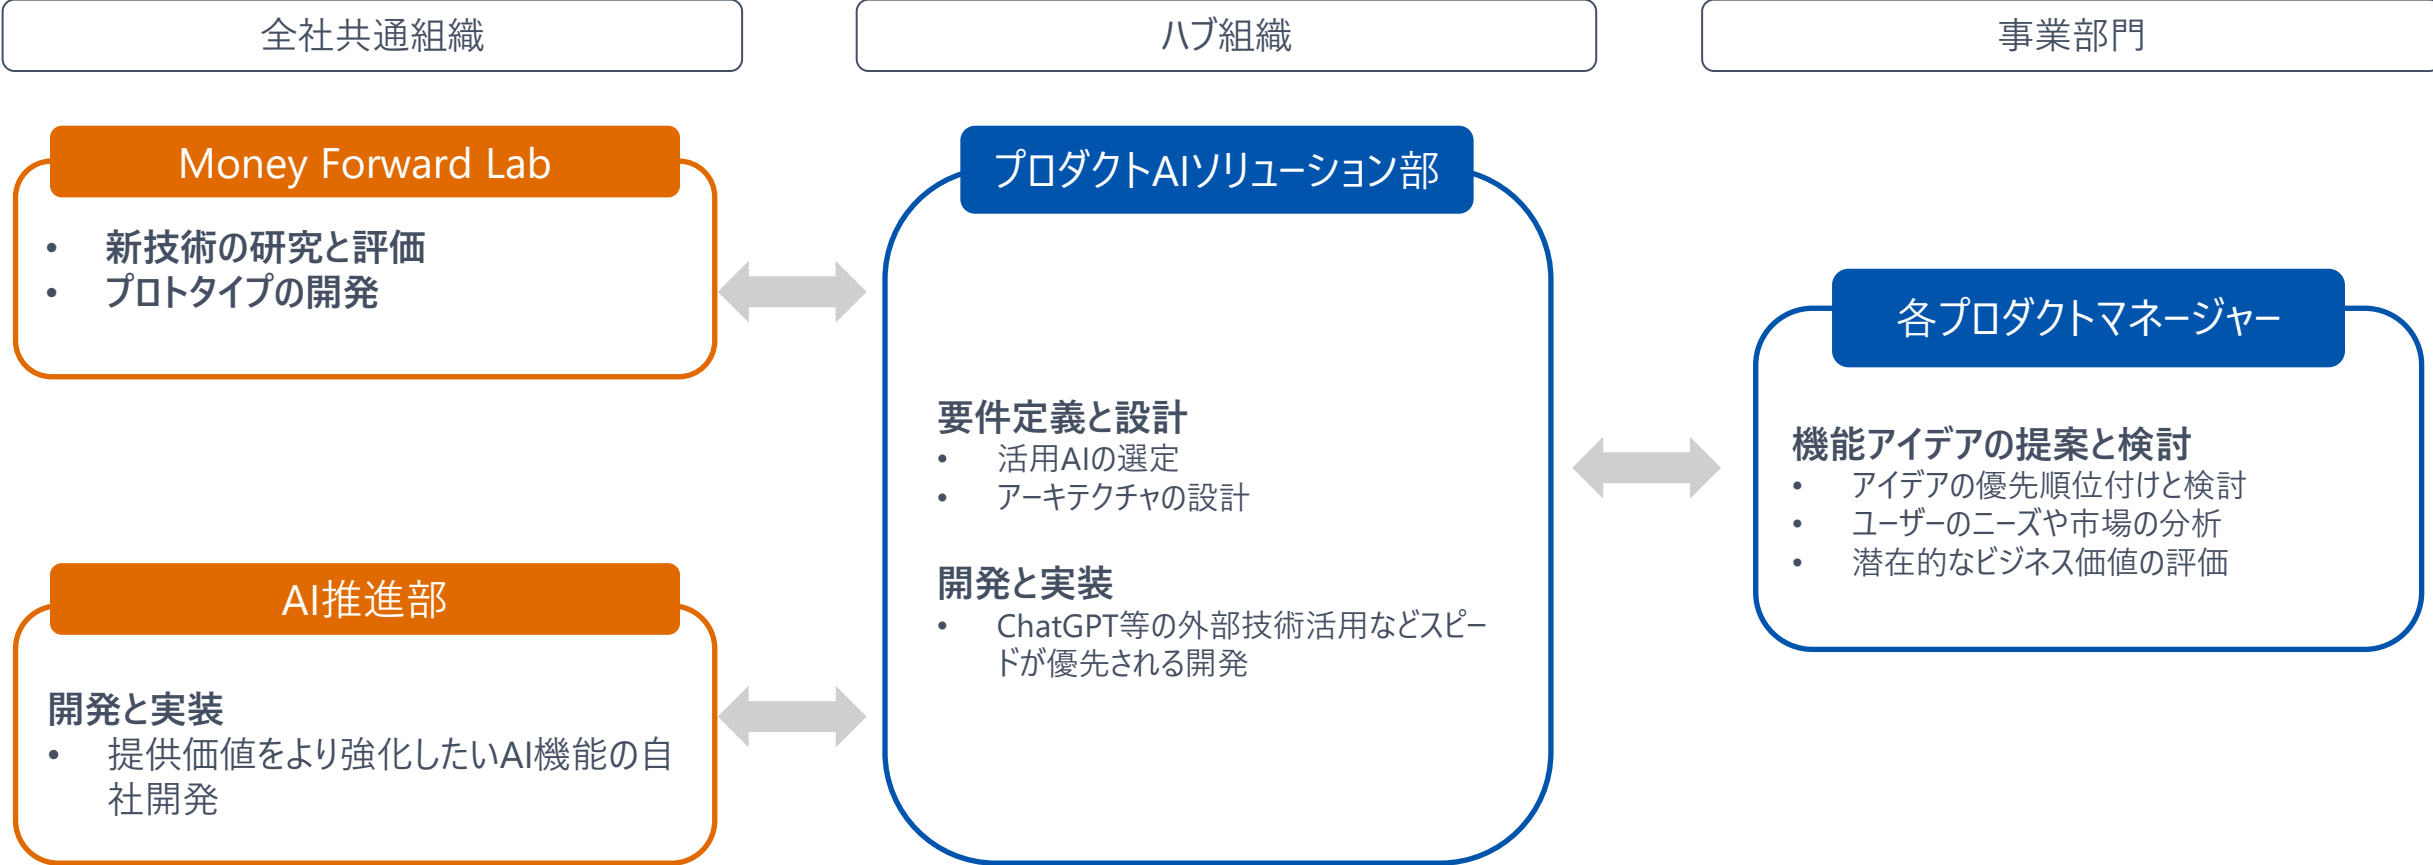 全社共通組織
ハブ組織
事業部門
Money Forward Lab
• 新技術の研究と評価
• プロトタイプの開発
AI推進部
開発と実装
• 提供価値をより強化したいAI機能の自
社開発
プロダクトAIソリューション部
要件定義と設計
• 活用AIの選定
• アーキテクチャの設計
開発と実装
• ChatGPT等の外部技術活用などスピー
ドが優先される開発
各プロダクトマネージャー
機能アイデアの提案と検討
• アイデアの優先順位付けと検討
• ユーザーのニーズや市場の分析
• 潜在的なビジネス価値の評価